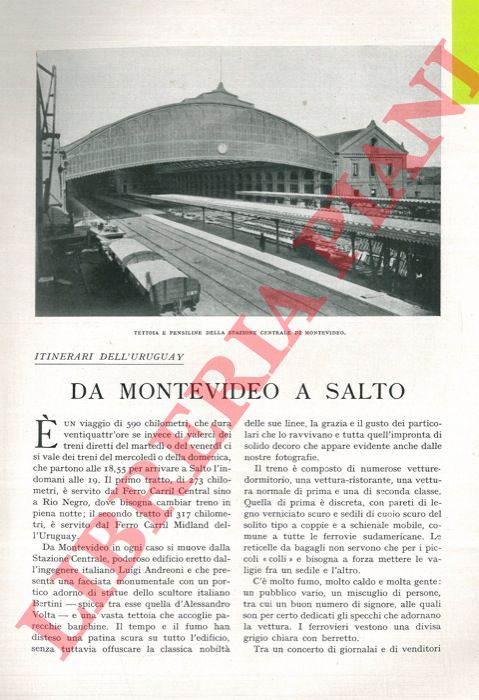 TETTOIA E PENSILINE DELLA STAZIONE CENTRALE DI MONTEVIDEO.
ITINERARI DELL'URUGUAY
DA MONTEVIDEO A SALTO
È UN viaggio di 590 chilometri, che dura
ventiquattr'ore se invece di valerci dei
treni diretti del martedì o del venerdì ci
si vale dei treni del mercoledì o della domenica,
che partono alle 18,55 per arrivare a Salto l'in-
domani alle 19. Il primo tratto, di 273 chilo-
metri, è servito dal Ferro Carril Central sino
a Rio Negro, dove bisogna cambiar treno in
piena notte; il secondo tratto di 317 chilome-
tri, è servito dal Ferro Carril Midland del-
l'Uruguay.
Da Montevideo in ogni caso si muove dalla
Stazione Centrale, poderoso edificio eretto dal-
l'ingegnere italiano Luigi Andreoni e che pre-
senta una facciata monumentale con un por-
tico adorno di statue dello scultore italiano
Bertini — spicca tra esse quella d'Alessandro
Volta — e una vasta tettoia che accoglie pa-
recchie banchine. Il tempo e il fumo han
disteso una patina scura su tutto l'edificio,
senza tuttavia offuscare la classica nobiltà
delle sue linee, la grazia e il gusto dei partico-
lari che lo ravvivano e tutta quell'impronta di
solido decoro che appare evidente anche dalle
nostre fotografie.
Il treno è composto di numerose vetture-
dormitorio, una vettura-ristorante, una vettu-
ra normale di prima e una di seconda classe.
Quella di prima è discreta, con pareti di le-
gno verniciato scuro e sedili di cuoio scuro del
solito tipo a coppie e a schienale mobile, co-
mune a tutte le ferrovie sudamericane. Le
reticelle da bagagli non servono che per i pic-
coli « colli » e bisogna a forza mettere le va-
ligie fra un sedile e l'altro.
C'è molto fumo, molto caldo e molta gente:
un pubblico vario, un miscuglio di persone,
tra cui un buon numero di signore, alle quali
son per certo dedicati gli specchi che adornano
la vettura. I ferrovieri vestono una divisa
grigio chiara con berretto.
Tra un concerto di giornalai e di venditori
LIBRERIA PIANI